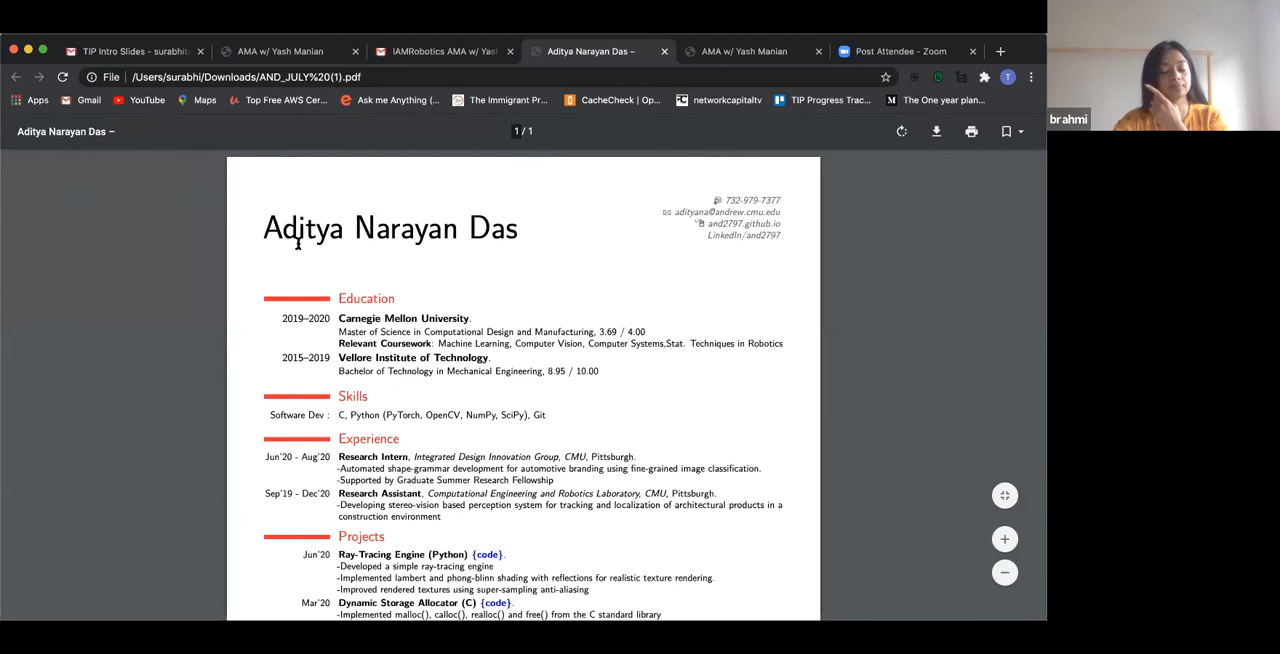 TIP Intro Slides - surabhita
AMA w/ Yash Manian
IAMRobotics AMA w/ Yash
Aditya Narayan Das –
AMA w/ Yash Manian
Post Attendee - Zoom
File | /Users/surabhi/Downloads/AND_JULY%20(1).pdf
T
Apps
Gmail
YouTube
Maps
Top Free AWS Cer...
Ask me Anything (...
The Immigrant Pr...
CacheCheck | Op...
networkcapitaltv
TIP Progress Trac...
The One year plan...
brahmi
Aditya Narayan Das –
1 / 1
Aditya Narayan Das
732-979-7377
adityana@andrew.cmu.edu
and2797.github.io
LinkedIn/and2797
Education
2019–2020 Carnegie Mellon University.
Master of Science in Computational Design and Manufacturing, 3.69 / 4.00
Relevant Coursework: Machine Learning, Computer Vision, Computer Systems,Stat. Techniques in Robotics
2015–2019 Vellore Institute of Technology.
Bachelor of Technology in Mechanical Engineering, 8.95 / 10.00
Skills
Software Dev : C, Python (PyTorch, OpenCV, NumPy, SciPy), Git
Experience
Jun'20 - Aug'20 Research Intern, Integrated Design Innovation Group, CMU, Pittsburgh.
-Automated shape-grammar development for automotive branding using fine-grained image classification.
-Supported by Graduate Summer Research Fellowship
Sep'19 - Dec'20 Research Assistant, Computational Engineering and Robotics Laboratory, CMU, Pittsburgh.
-Developing stereo-vision based perception system for tracking and localization of architectural products in a
construction environment
Projects
Jun'20 Ray-Tracing Engine (Python) {code}.
-Developed a simple ray-tracing engine
-Implemented lambert and phong-blinn shading with reflections for realistic texture rendering.
-Improved rendered textures using super-sampling anti-aliasing
Mar'20 Dynamic Storage Allocator (C) {code}.
-Implemented malloc(), calloc(), realloc() and free() from the C standard library